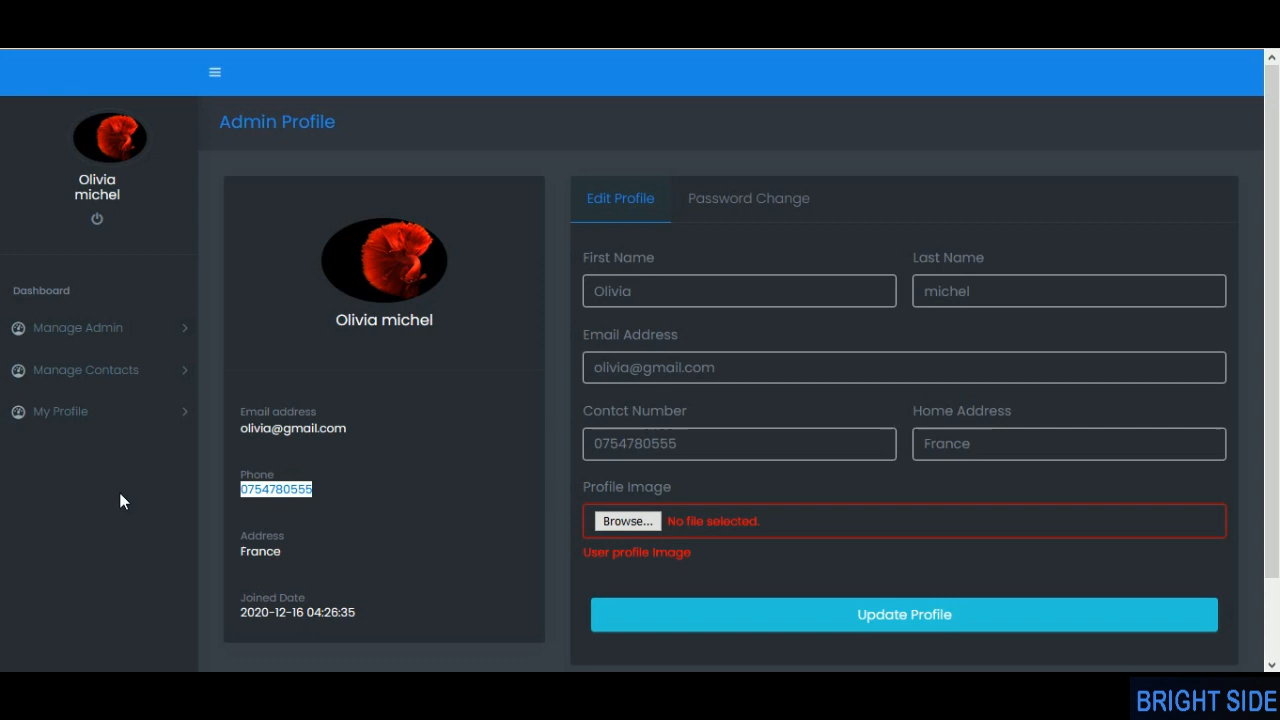 Admin Profile
Olivia
michel
Dashboard
Manage Admin
Manage Contacts
My Profile
Olivia michel
Email address
olivia@gmail.com
Phone
0754780555
Address
France
Joined Date
2020-12-16 04:26:35
Edit Profile
Password Change
First Name
Last Name
Olivia
michel
Email Address
olivia@gmail.com
Contct Number
Home Address
0754780555
France
Profile Image
Browse... No file selected.
User profile Image
Update Profile
BRIGHT SIDE